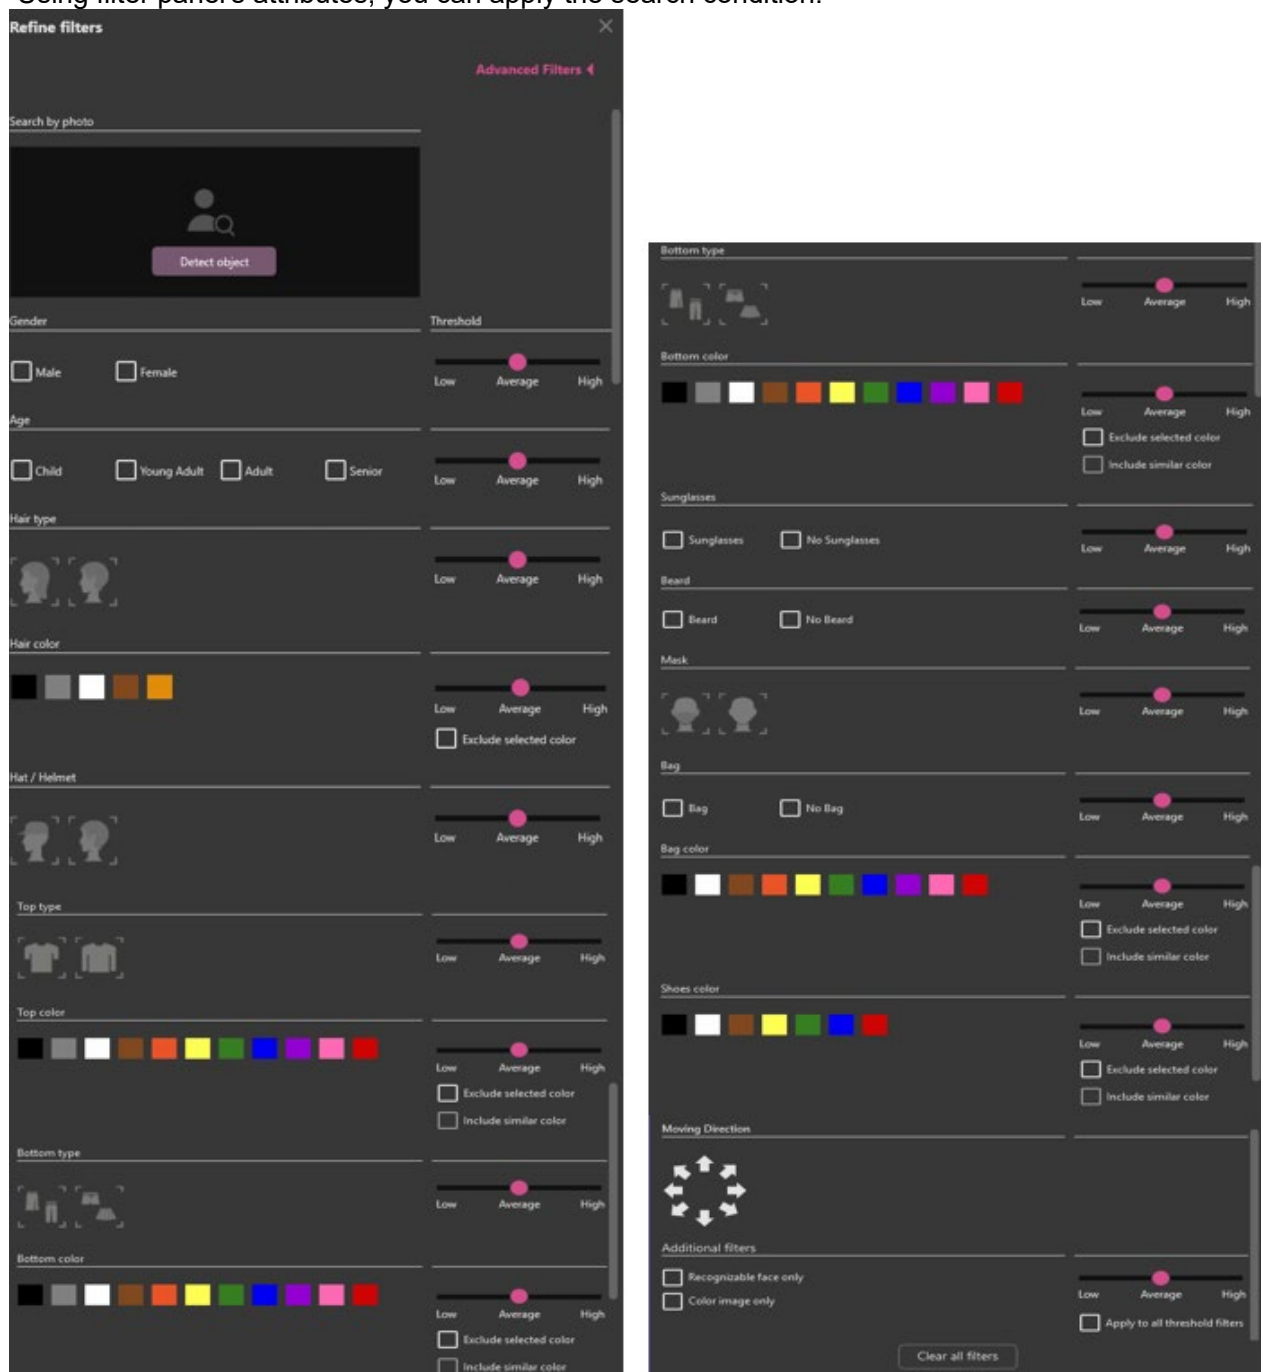 Using filter panel's attributes, you can apply the search condition.
Refine filters
Advanced Filters
Search by photo
Detect object
Gender Threshold
Male Female
Low Average High
Age
Child Young Adult Adult Senior
Low Average High
Hair type
Low Average High
Hair color
Low Average High
Exclude selected color
Hat / Helmet
Low Average High
Top type
Low Average High
Top color
Low Average High
Exclude selected color
Include similar color
Bottom type
Low Average High
Bottom color
Low Average High
Exclude selected color
Include similar color
Bottom type
Low Average High
Bottom color
Low Average High
Exclude selected color
Include similar color
Sunglasses
Sunglasses No Sunglasses
Low Average High
Beard
Beard No Beard
Low Average High
Mask
Low Average High
Bag
Bag No Bag
Low Average High
Bag color
Low Average High
Exclude selected color
Include similar color
Shoes color
Low Average High
Exclude selected color
Include similar color
Moving Direction
Additional filters
Recognizable face only
Color image only
Low Average High
Apply to all threshold filters
Clear all filters